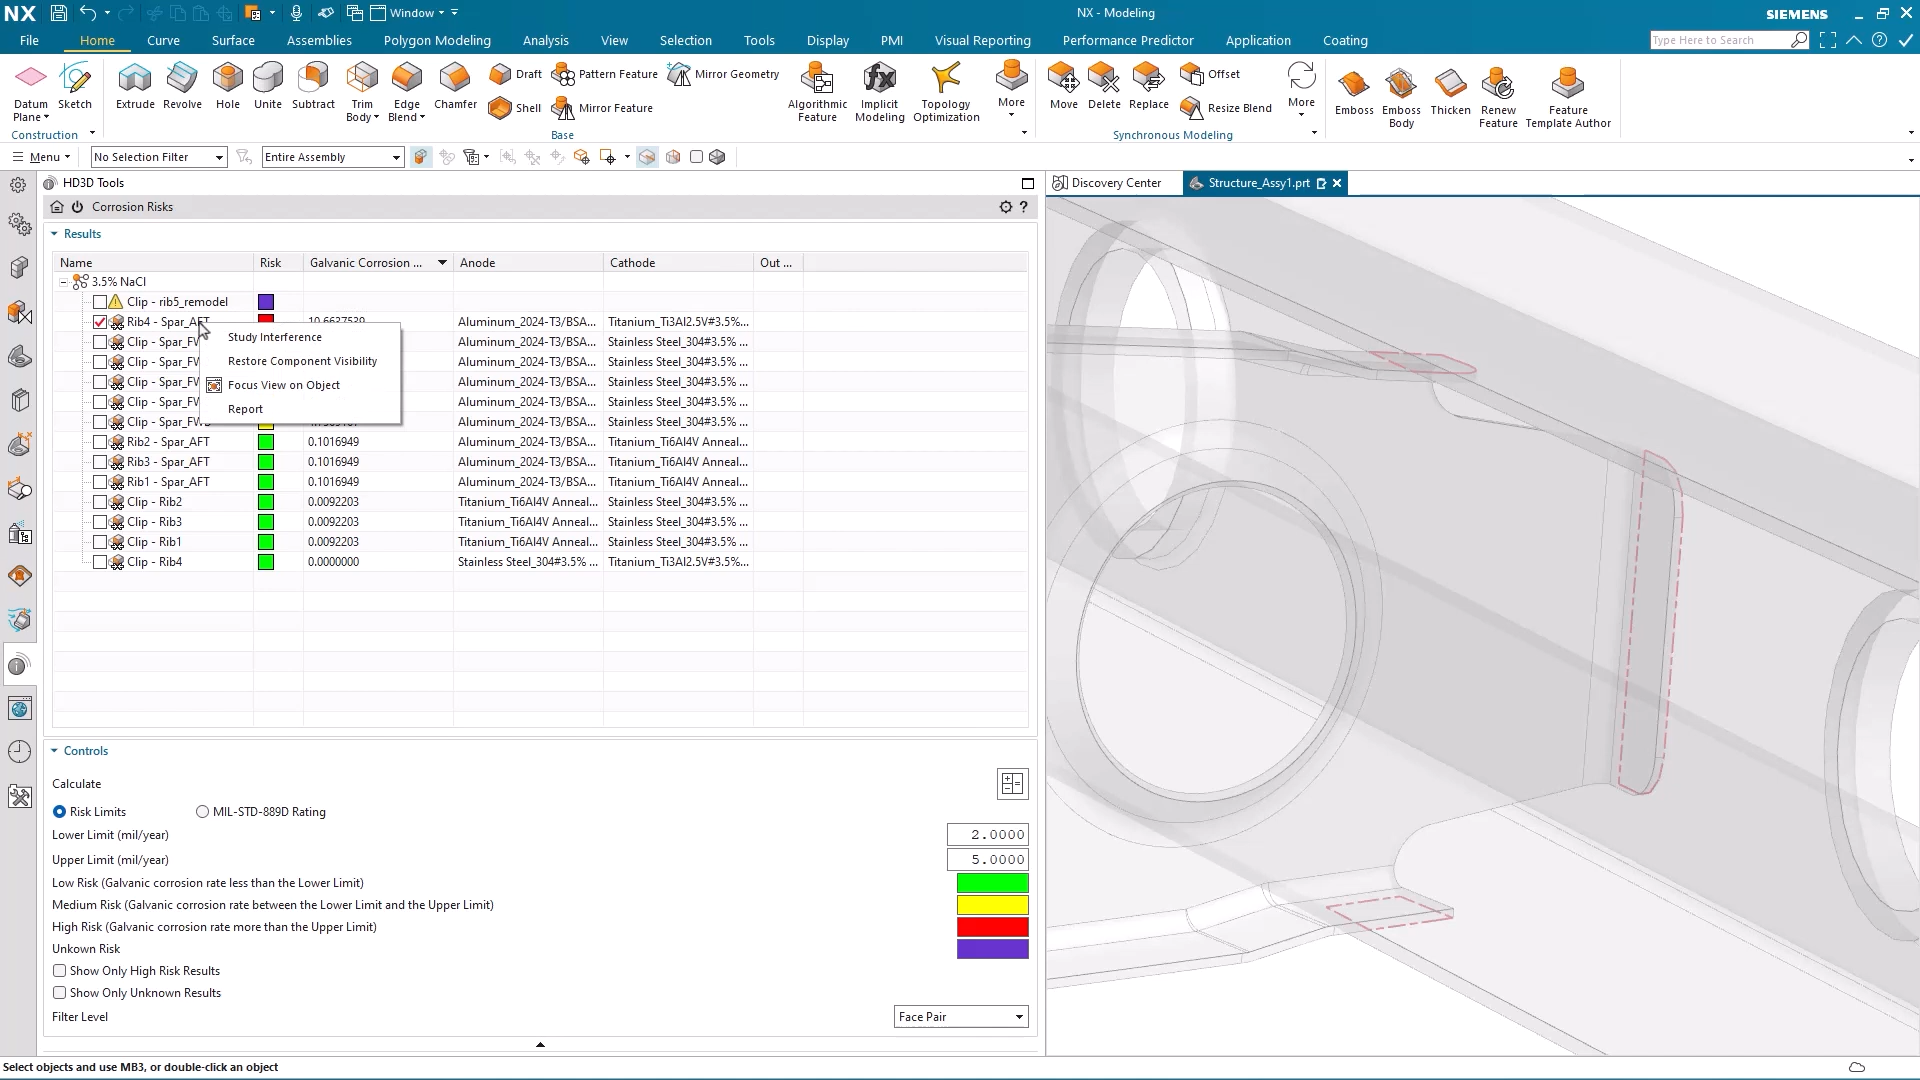 NX
Window
NX - Modeling
SIEMENS
File Home Curve Surface Assemblies Polygon Modeling Analysis View Selection Tools Display PMI Visual Reporting Performance Predictor Application Coating
Type Here to Search
Datum Plane
Sketch
Extrude
Revolve
Hole
Unite
Subtract
Trim Body
Edge Blend
Chamfer
Draft
Shell
Pattern Feature
Mirror Feature
Mirror Geometry
Algorithmic Feature
Implicit Modeling
Topology Optimization
More
Move
Delete
Replace
Offset
Resize Blend
More
Emboss
Emboss Body
Thicken
Renew Feature
Feature Template Author
Construction
Base
Synchronous Modeling
Menu
No Selection Filter
Entire Assembly
HD3D Tools
Discovery Center
Structure_Assy1.prt
Corrosion Risks
?
Results
Name Risk Galvanic Corrosion ... Anode Cathode Out ...
3.5% NaCl
Clip - rib5_remodel
Rib4 - Spar_AFT Aluminum_2024-T3/BSA... Titanium_Ti3Al2.5V#3.5%...
Clip - Spar_FW Aluminum_2024-T3/BSA... Stainless Steel_304#3.5% ...
Clip - Spar_FW Aluminum_2024-T3/BSA... Stainless Steel_304#3.5% ...
Clip - Spar_FW Aluminum_2024-T3/BSA... Stainless Steel_304#3.5% ...
Clip - Spar_FW Aluminum_2024-T3/BSA... Stainless Steel_304#3.5% ...
Clip - Spar_FW Aluminum_2024-T3/BSA... Stainless Steel_304#3.5% ...
Rib2 - Spar_AFT 0.1016949 Aluminum_2024-T3/BSA... Titanium_Ti6Al4V Anneal...
Rib3 - Spar_AFT 0.1016949 Aluminum_2024-T3/BSA... Titanium_Ti6Al4V Anneal...
Rib1 - Spar_AFT 0.1016949 Aluminum_2024-T3/BSA... Titanium_Ti6Al4V Anneal...
Clip - Rib2 0.0092203 Titanium_Ti6Al4V Anneal... Stainless Steel_304#3.5% ...
Clip - Rib3 0.0092203 Titanium_Ti6Al4V Anneal... Stainless Steel_304#3.5% ...
Clip - Rib1 0.0092203 Titanium_Ti6Al4V Anneal... Stainless Steel_304#3.5% ...
Clip - Rib4 0.0000000 Stainless Steel_304#3.5% ... Titanium_Ti3Al2.5V#3.5%...
Study Interference
Restore Component Visibility
Focus View on Object
Report
Controls
Calculate
Risk Limits MIL-STD-889D Rating
Lower Limit (mil/year) 2.0000
Upper Limit (mil/year) 5.0000
Low Risk (Galvanic corrosion rate less than the Lower Limit)
Medium Risk (Galvanic corrosion rate between the Lower Limit and the Upper Limit)
High Risk (Galvanic corrosion rate more than the Upper Limit)
Unkown Risk
Show Only High Risk Results
Show Only Unknown Results
Filter Level Face Pair
Select objects and use MB3, or double-click an object